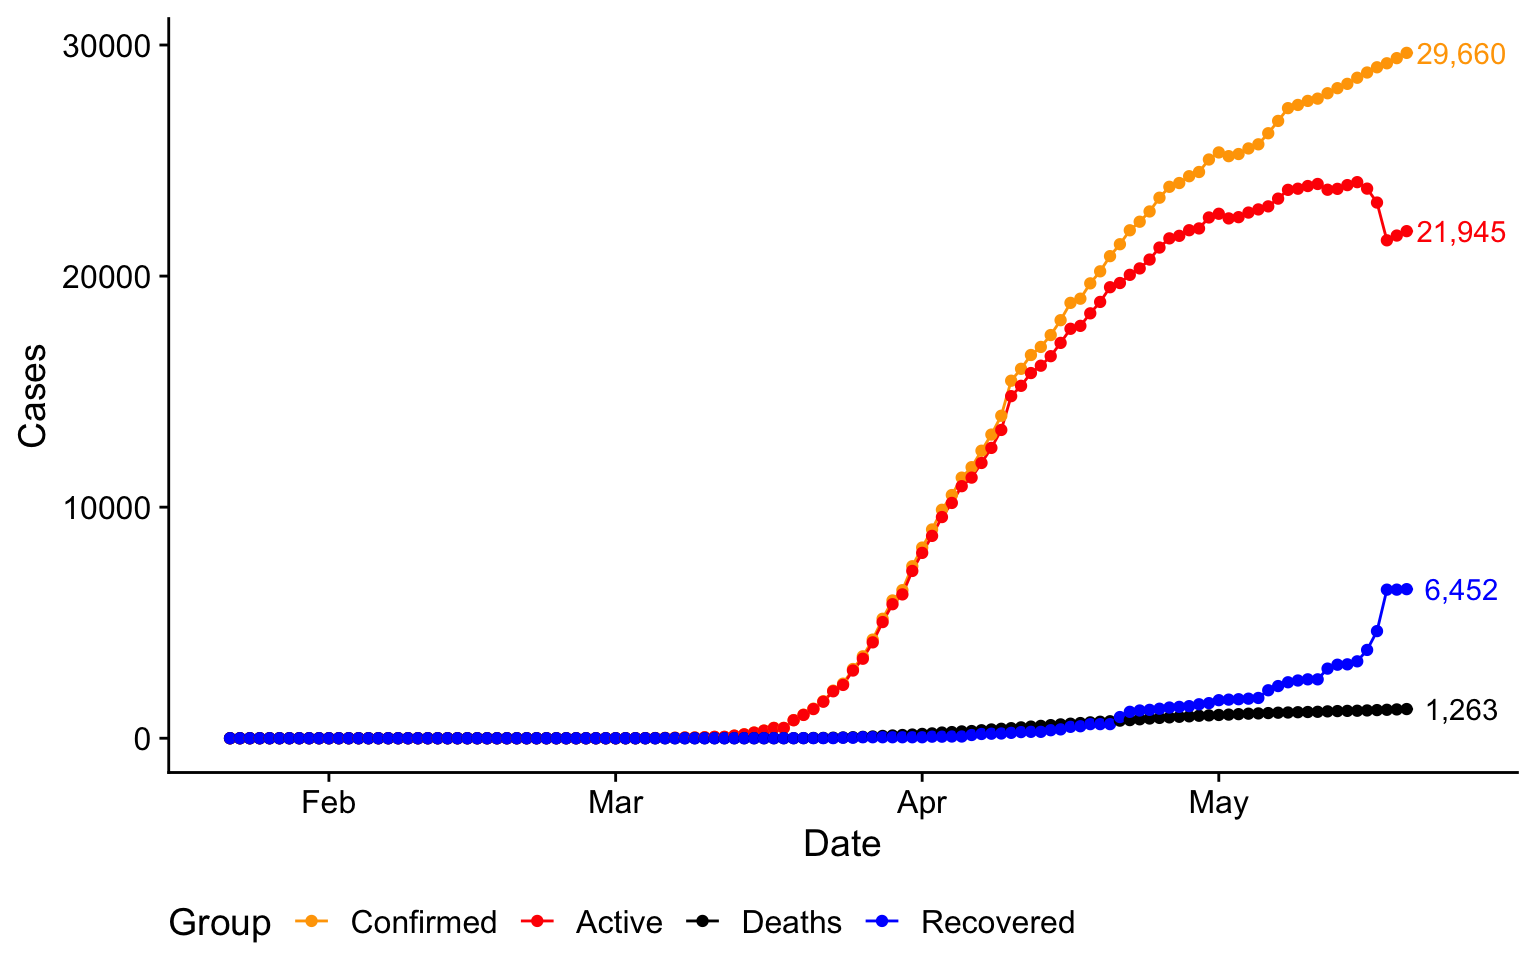 30000
29,660
21,945
20000
Cases
10000
6,452
1,263
0
Feb Mar Apr May
Date
Group Confirmed Active Deaths Recovered